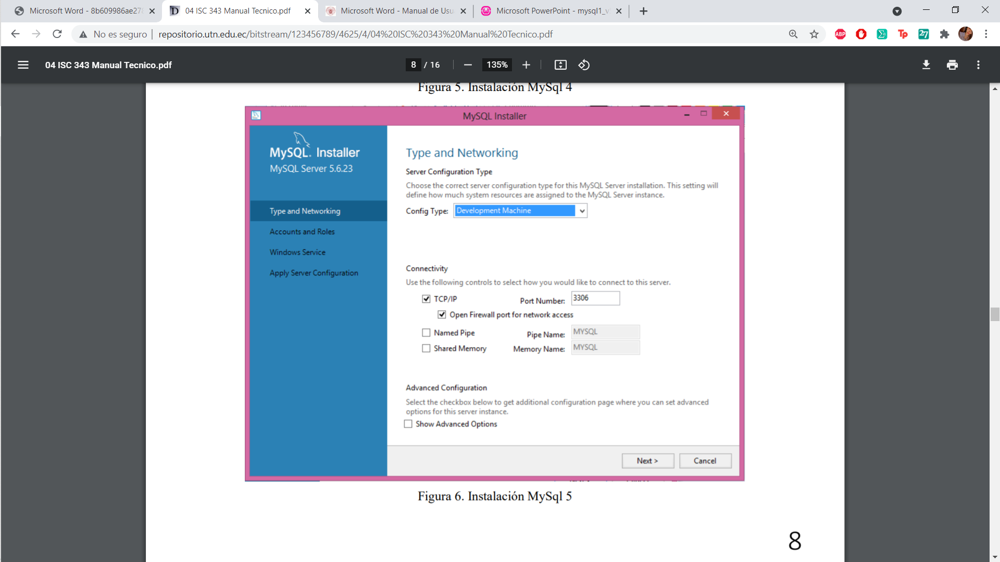 Microsoft Word - 8b609986ae278
04 ISC 343 Manual Tecnico.pdf
Microsoft Word - Manual de Usu
Microsoft PowerPoint - mysql1_v
No es seguro
repositorio.utn.edu.ec/bitstream/123456789/4625/4/04%20ISC%20343%20Manual%20Tecnico.pdf
ABP
Tp
27
04 ISC 343 Manual Tecnico.pdf
8 / 16
135%
Figura 5. Instalación MySql 4
MySQL Installer
MySQL. Installer
MySQL Server 5.6.23
Type and Networking
Accounts and Roles
Windows Service
Apply Server Configuration
Type and Networking
Server Configuration Type
Choose the correct server configuration type for this MySQL Server installation. This setting will
define how much system resources are assigned to the MySQL Server instance.
Config Type: Development Machine
Connectivity
Use the following controls to select how you would like to connect to this server.
TCP/IP Port Number: 3306
Open Firewall port for network access
Named Pipe Pipe Name: MYSQL
Shared Memory Memory Name: MYSQL
Advanced Configuration
Select the checkbox below to get additional configuration page where you can set advanced
options for this server instance.
Show Advanced Options
Next > Cancel
Figura 6. Instalación MySql 5
8